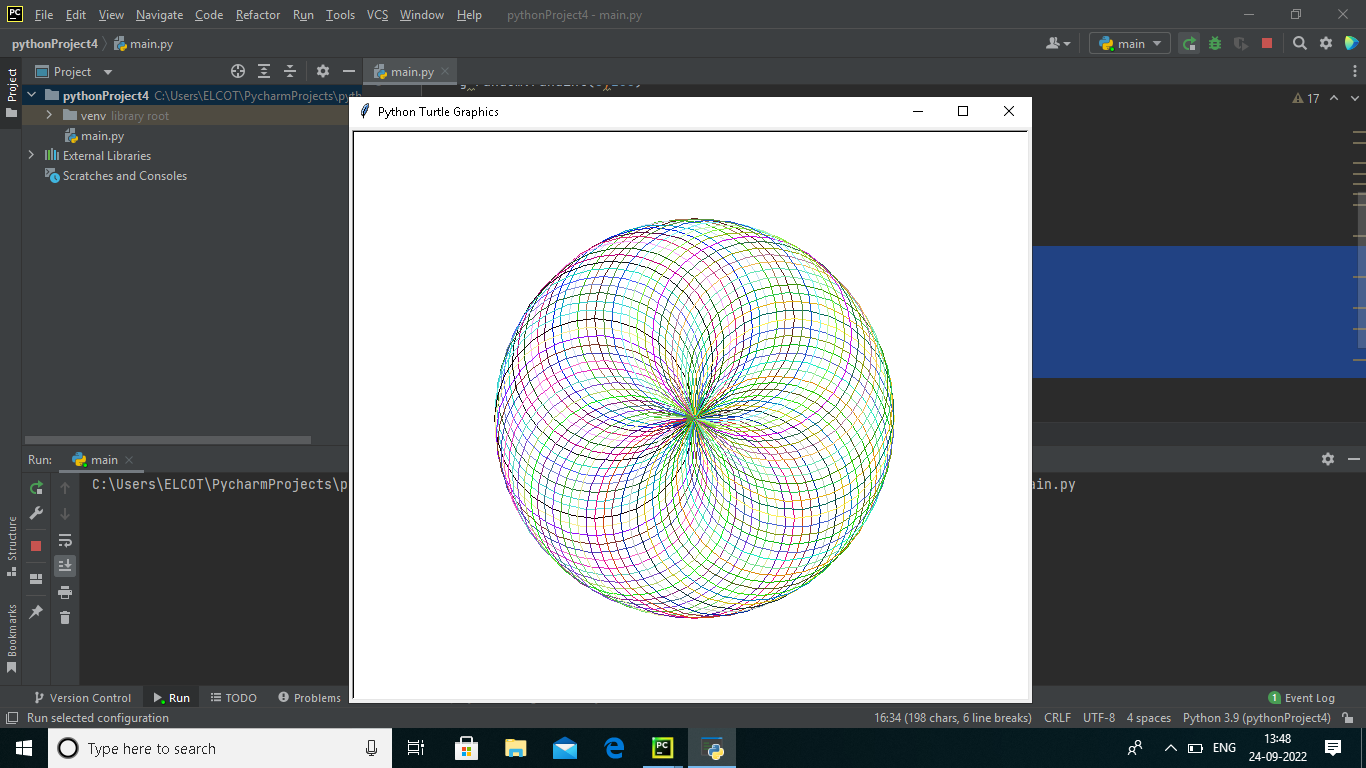 PC File Edit View Navigate Code Refactor Run Tools VCS Window Help pythonProject4 - main.py
pythonProject4 main.py main
Project main.py
Project
pythonProject4 C:\Users\ELCOT\PycharmProjects\pyth
Python Turtle Graphics
17
venv library root
main.py
External Libraries
Scratches and Consoles
Run: main
C:\Users\ELCOT\PycharmProjects\p ain.py
Structure
Bookmarks
Version Control Run TODO Problems 1 Event Log
Run selected configuration 16:34 (198 chars, 6 line breaks) CRLF UTF-8 4 spaces Python 3.9 (pythonProject4)
Type here to search PC ENG 13:48
24-09-2022